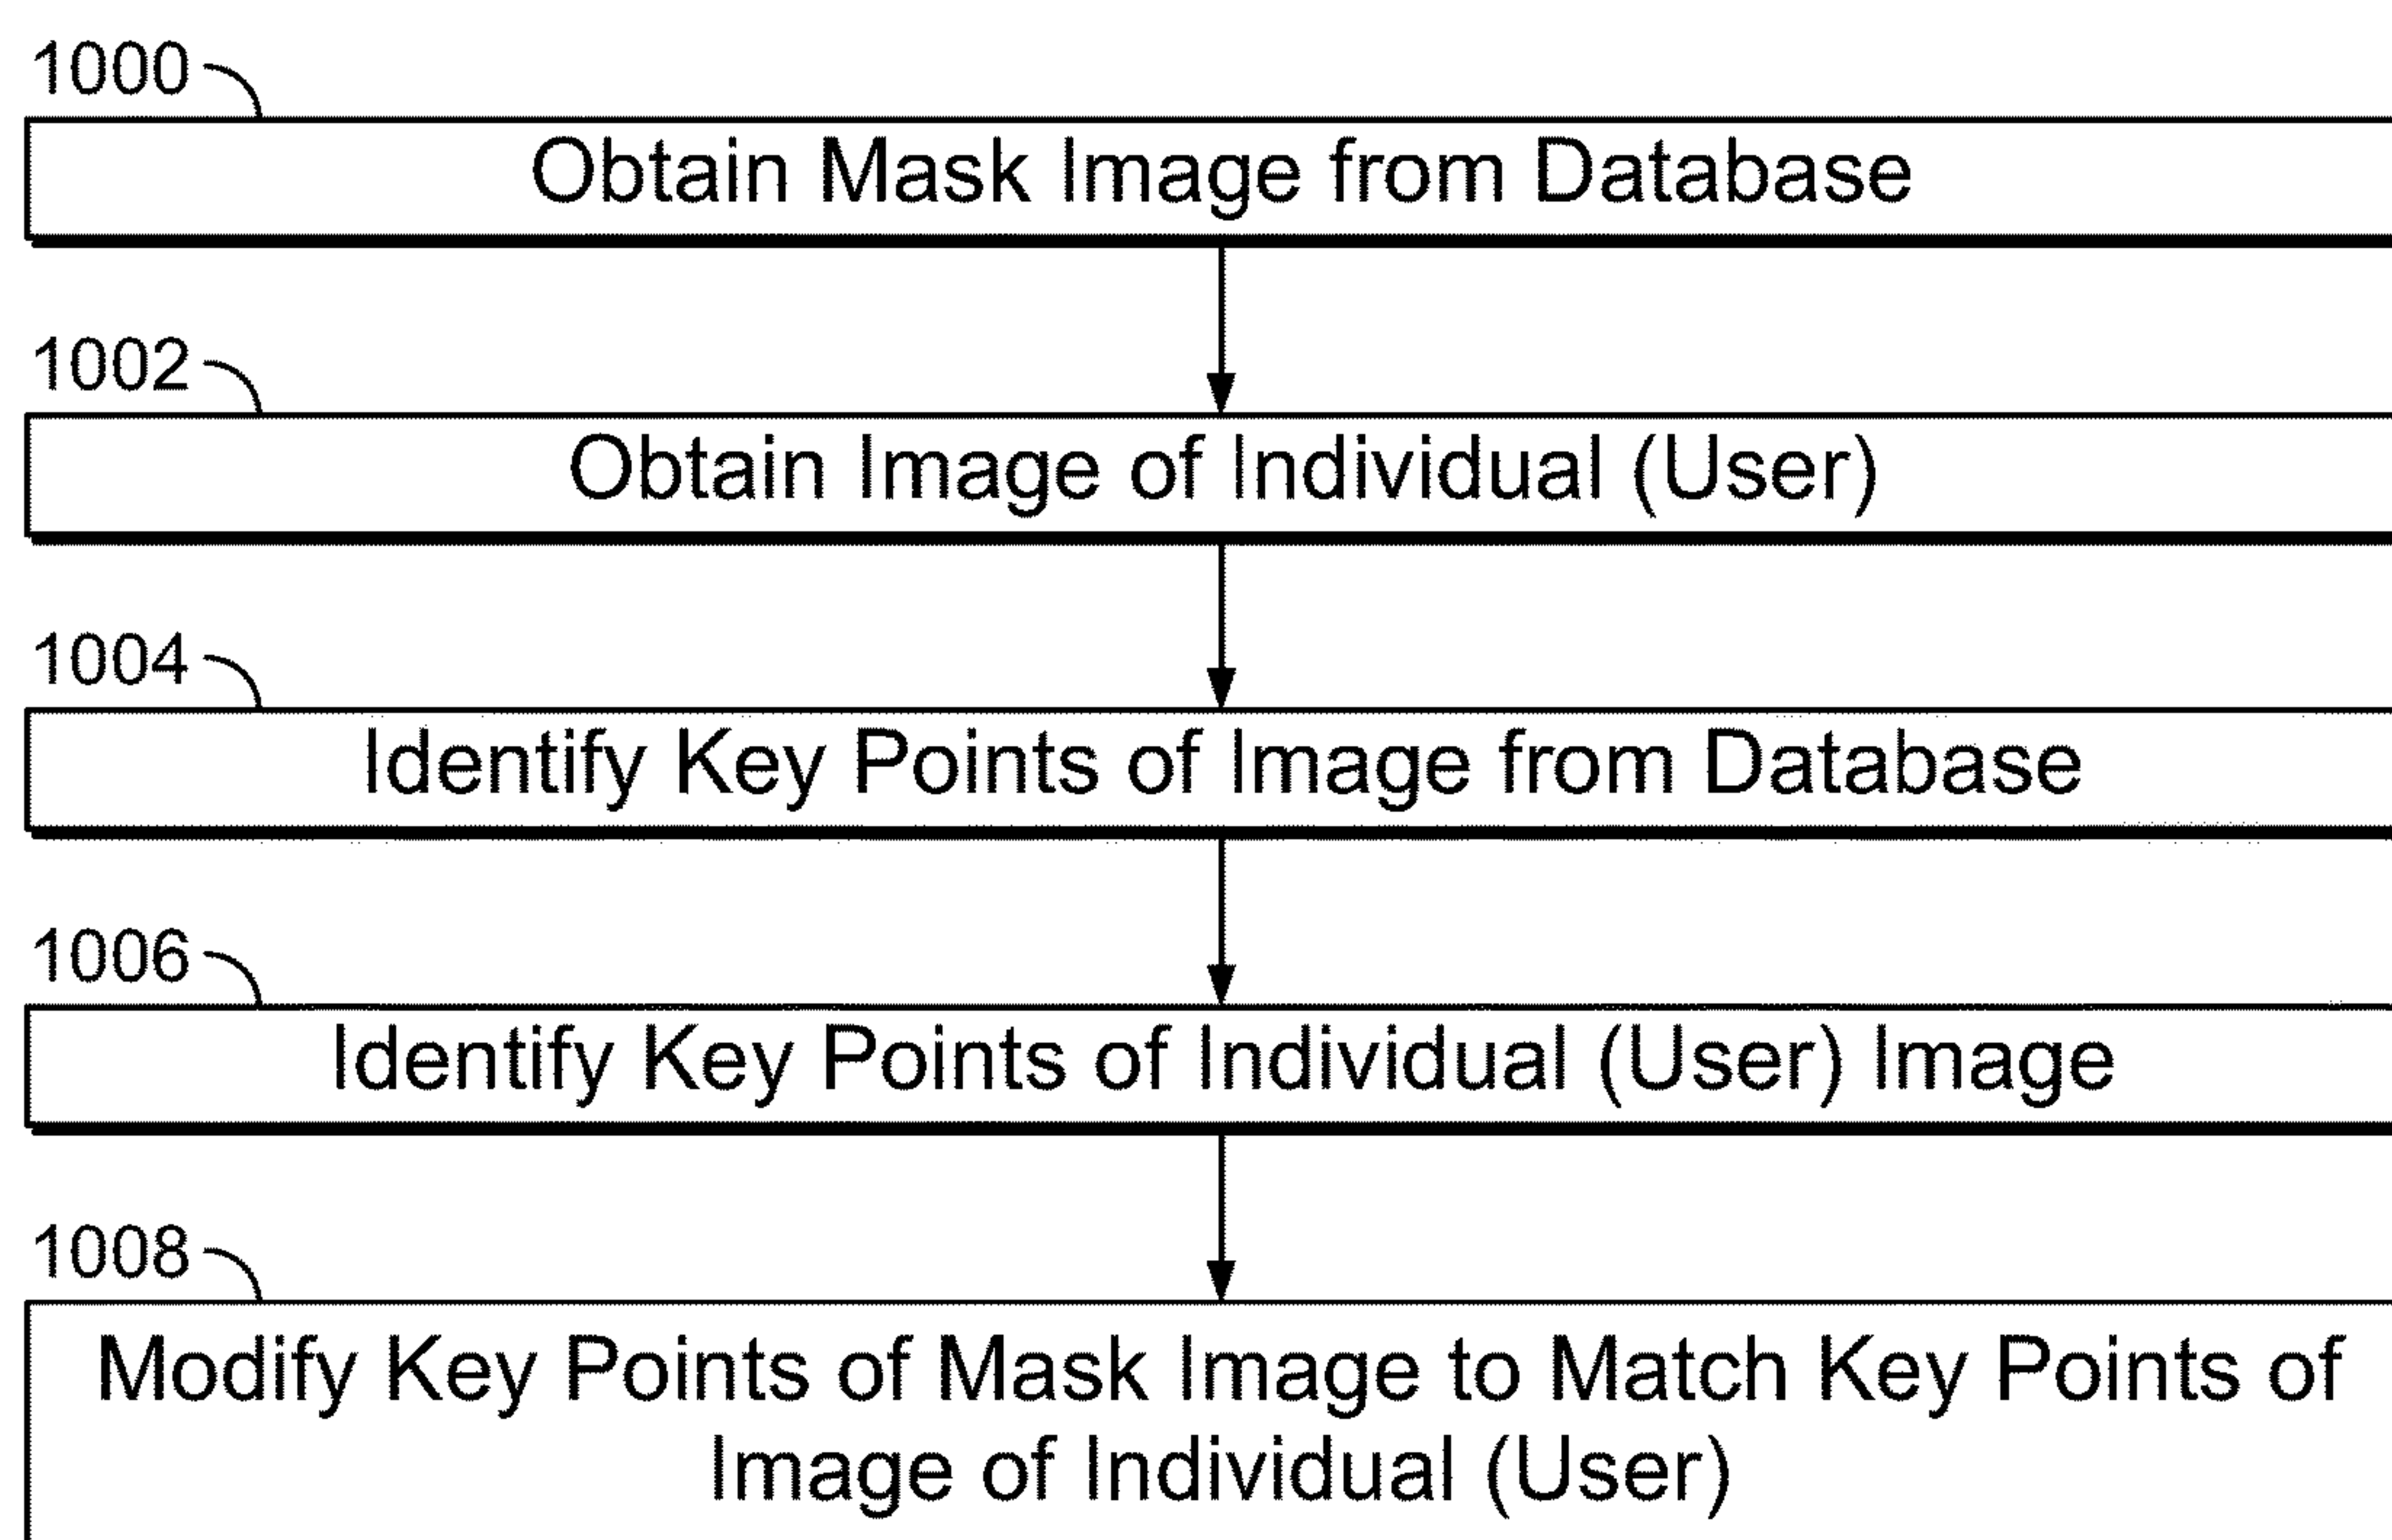 1000
Obtain Mask Image from Database
1002
Obtain Image of Individual (User)
1004
Identify Key Points of Image from Database
1006
Identify Key Points of Individual (User) Image
1008
Modify Key Points of Mask Image to Match Key Points of
Image of Individual (User)